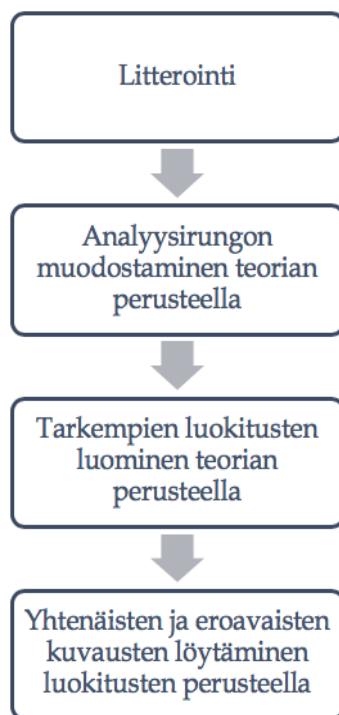 Litterointi
Analyysirungon
muodostaminen teorian
perusteella
Tarkempien luokitusten
luominen teorian
perusteella
Yhtenäisten ja eroavaisten
kuvausten löytäminen
luokitusten perusteella